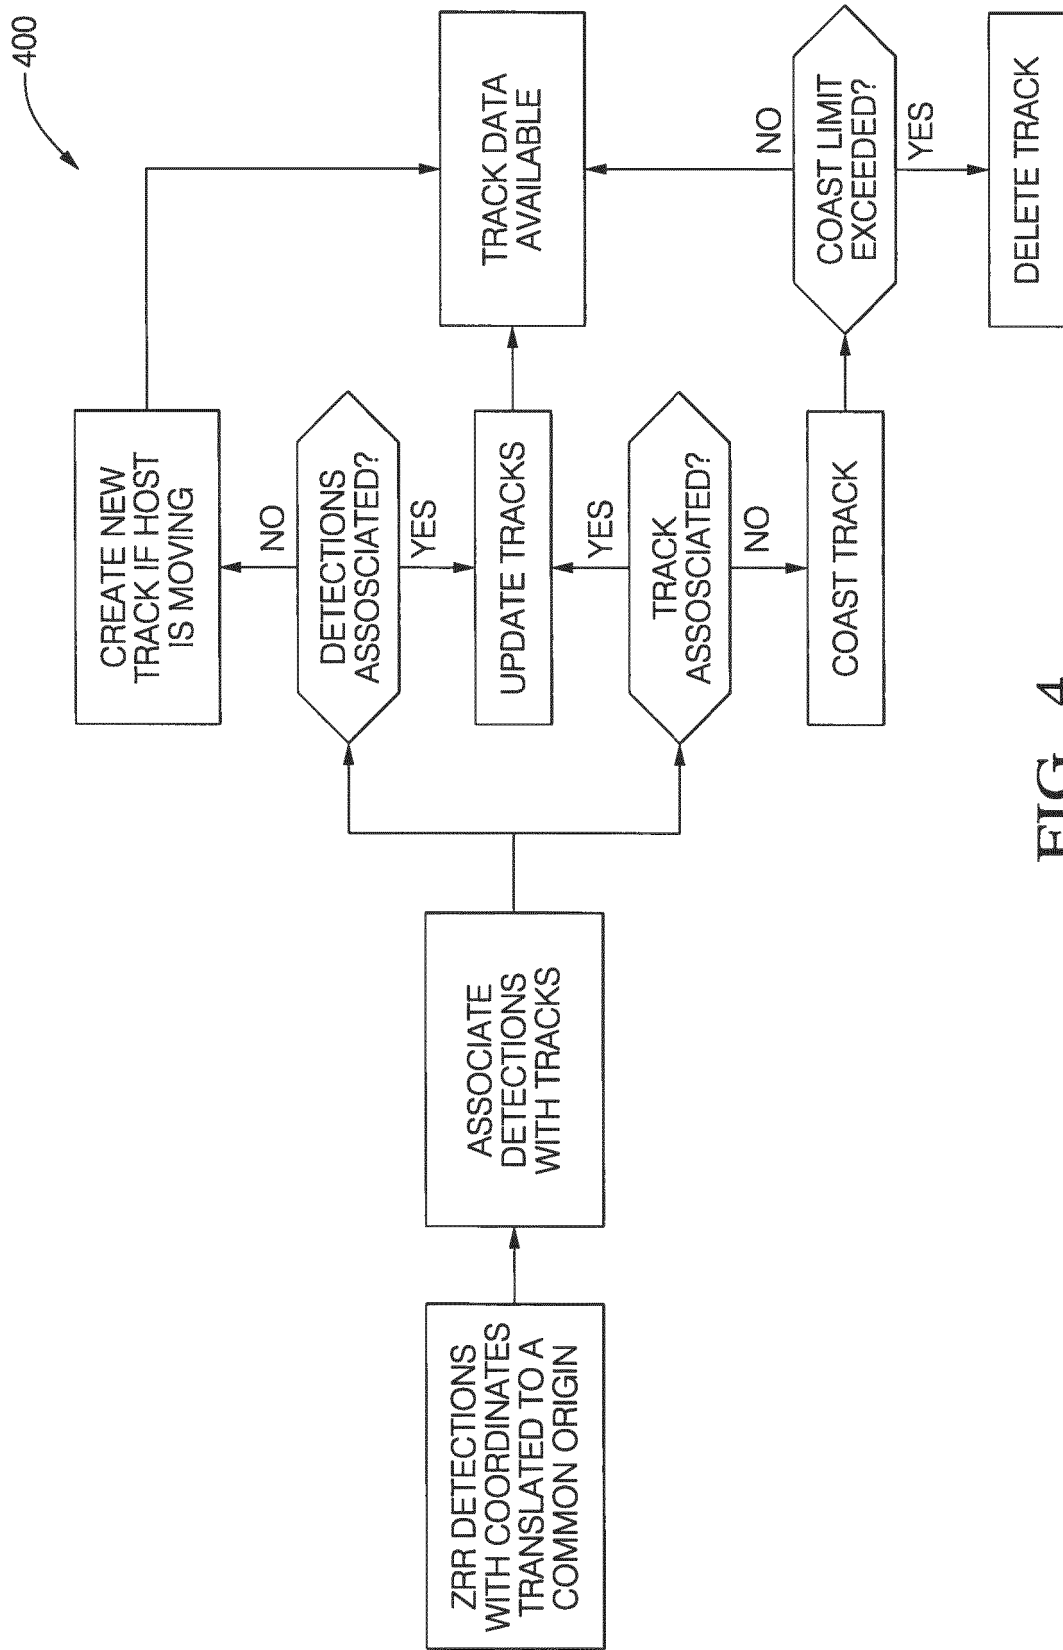 400
ZRR DETECTIONS
WITH COORDINATES
TRANSLATED TO A
COMMON ORIGIN
ASSOCIATE
DETECTIONS
WITH TRACKS
CREATE NEW
TRACK IF HOST
IS MOVING
NO
DETECTIONS
ASSOSCIATED?
YES
UPDATE TRACKS
YES
TRACK
ASSOSCIATED?
NO
COAST TRACK
TRACK DATA
AVAILABLE
NO
COAST LIMIT
EXCEEDED?
YES
DELETE TRACK
FIG_4